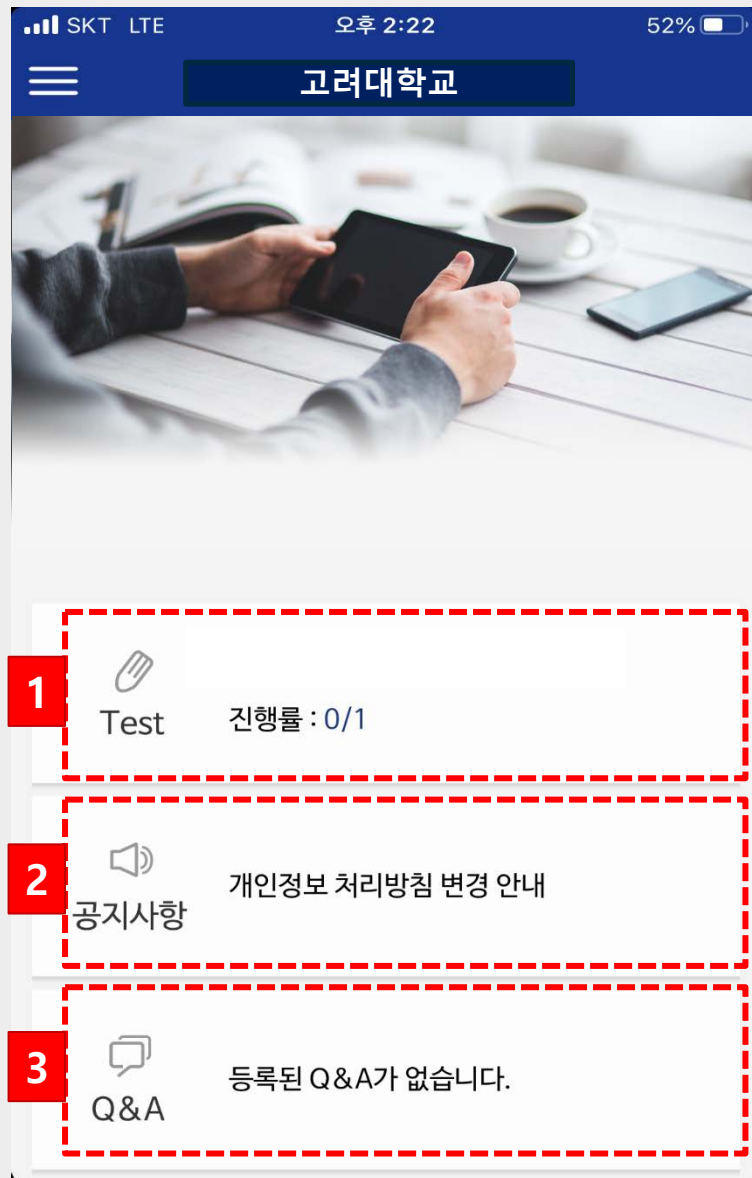 SKT LTE 오후 2:22 52%
고려대학교
1
Test 진행률 : 0/1
2
공지사항 개인정보 처리방침 변경 안내
3
Q&A 등록된 Q&A가 없습니다.